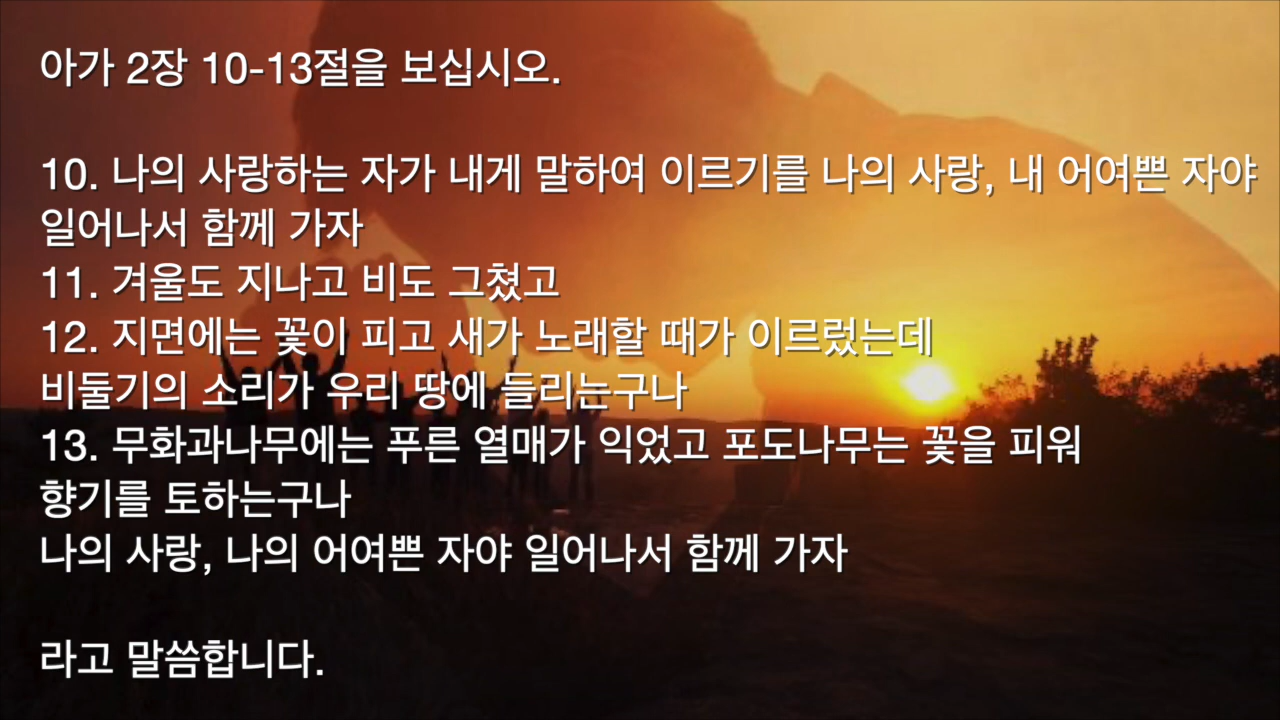 아가 2장 10-13절을 보십시오.
10. 나의 사랑하는 자가 내게 말하여 이르기를 나의 사랑, 내 어여쁜 자야
일어나서 함께 가자
11. 겨울도 지나고 비도 그쳤고
12. 지면에는 꽃이 피고 새가 노래할 때가 이르렀는데
비둘기의 소리가 우리 땅에 들리는구나
13. 무화과나무에는 푸른 열매가 익었고 포도나무는 꽃을 피워
향기를 토하는구나
나의 사랑, 나의 어여쁜 자야 일어나서 함께 가자
라고 말씀합니다.